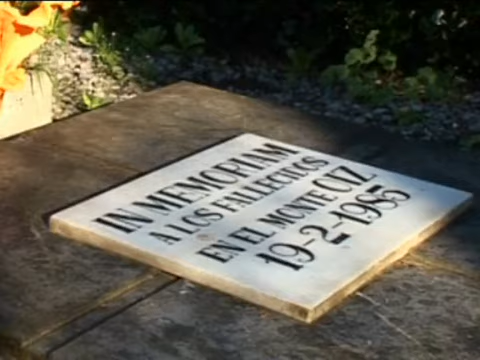 IN MEMORIAM
A LOS FALLECIDOS
EN EL MONTE OIZ
19-2-1985